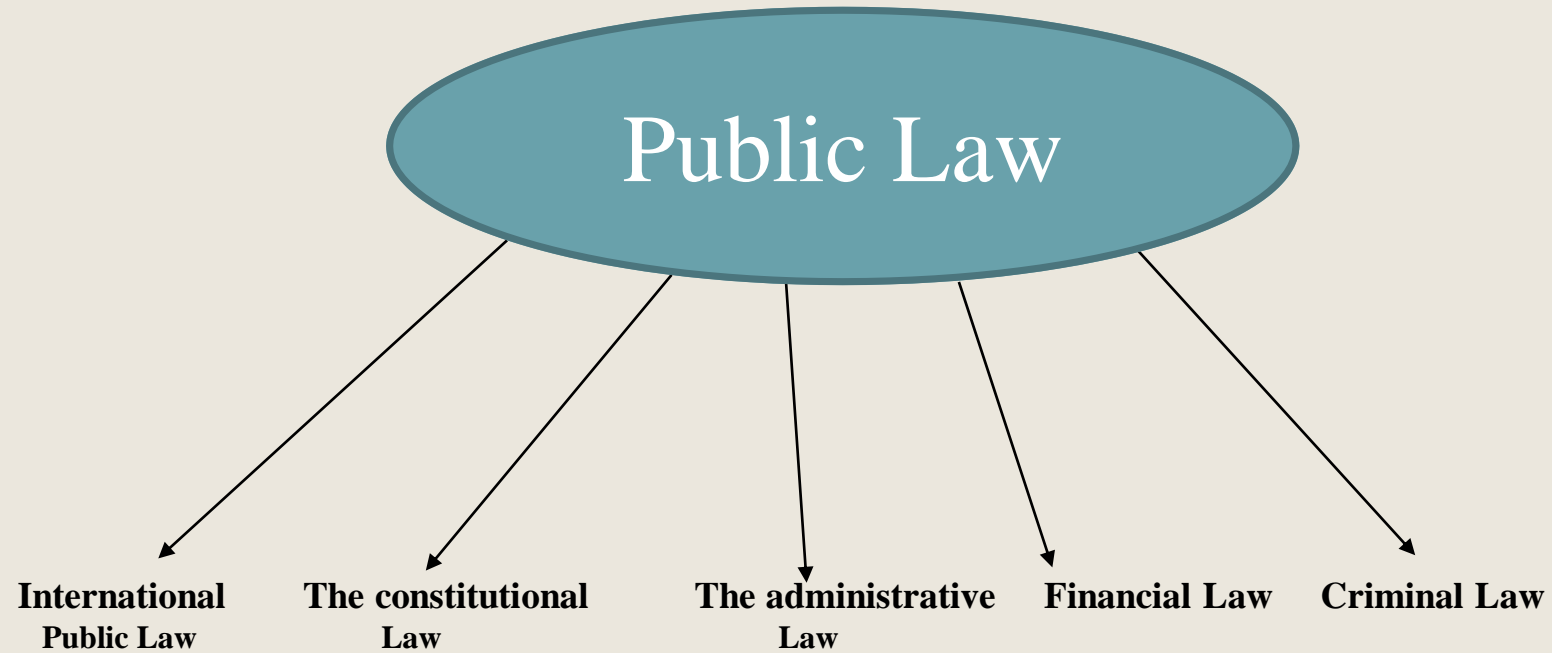 Public Law
International
Public Law
The constitutional
Law
The administrative
Law
Financial Law
Criminal Law